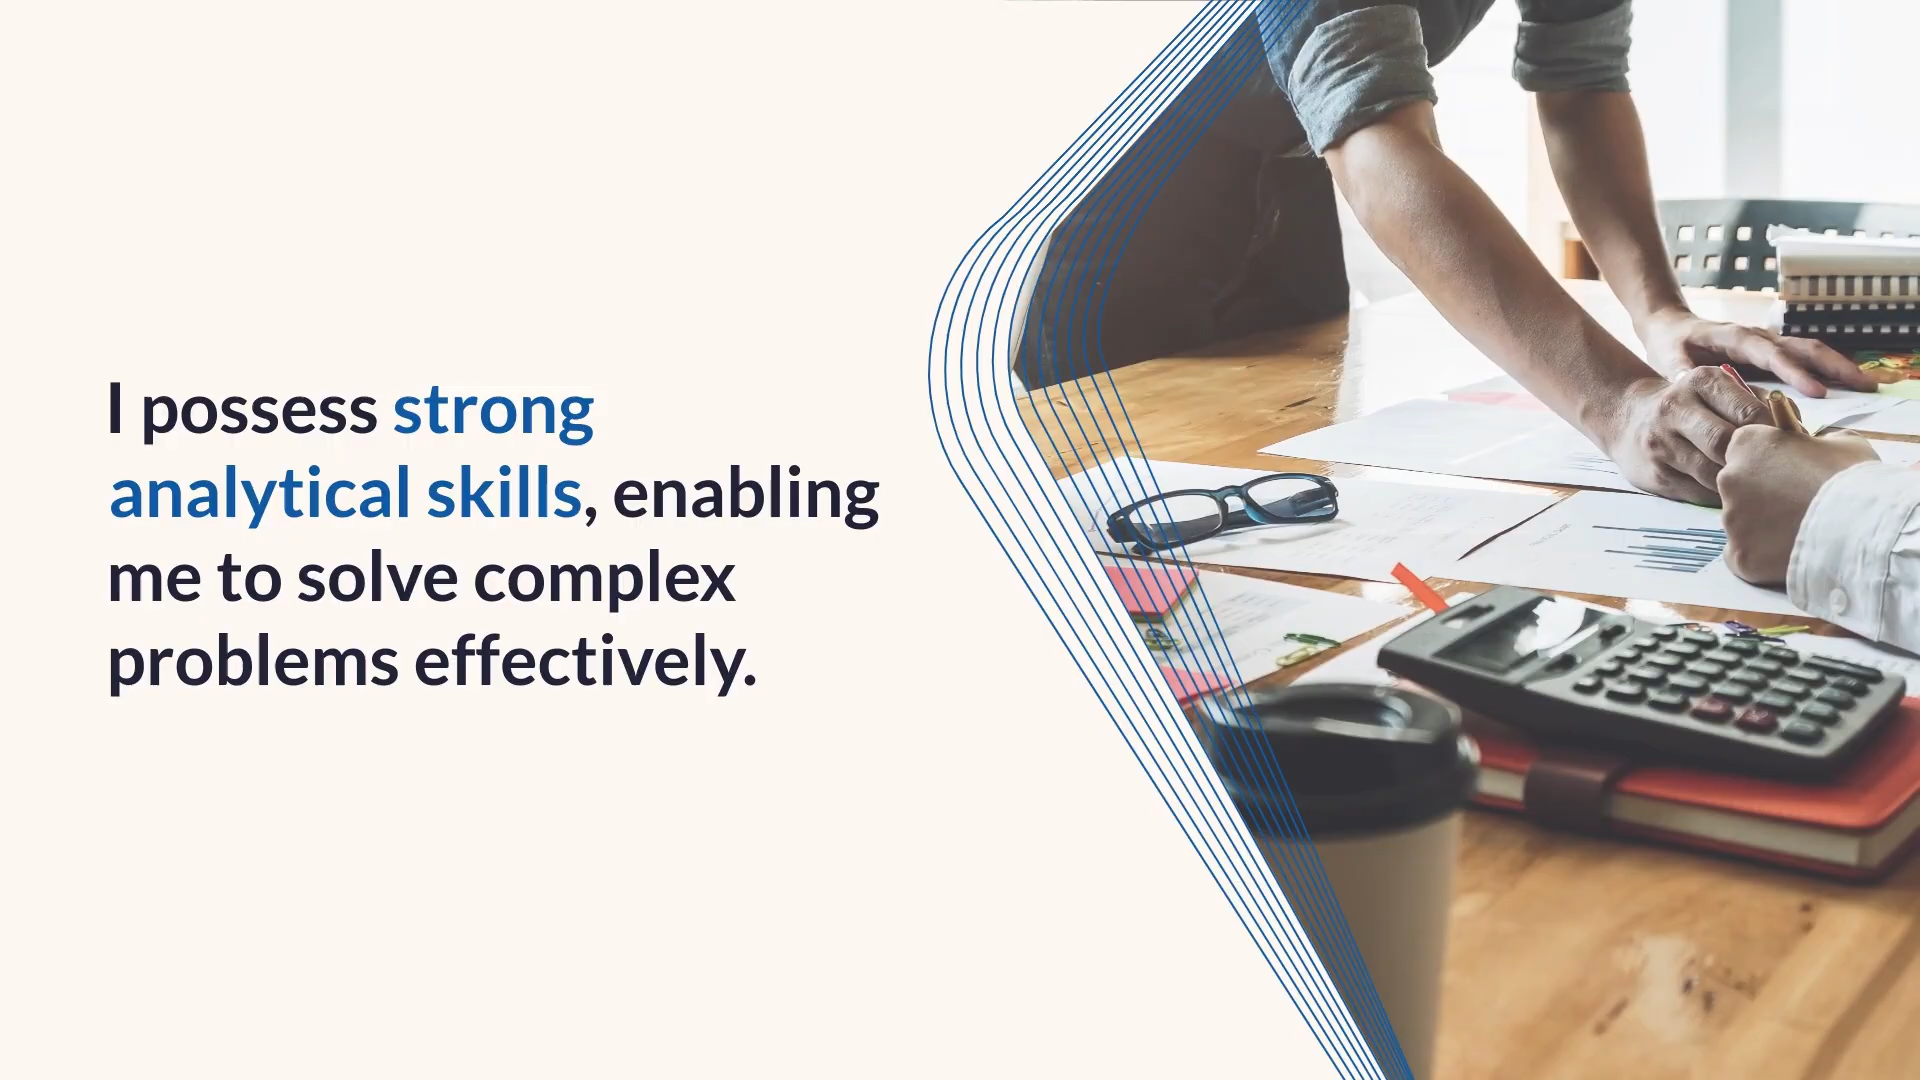 I possess strong
analytical skills, enabling
me to solve complex
problems effectively.